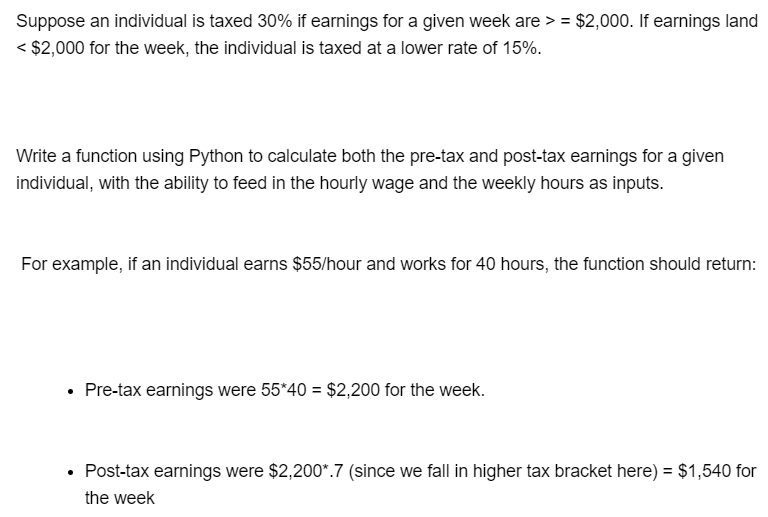 Suppose an individual is taxed 30% if earnings for a given week are > = $2,000. If earnings land
< $2,000 for the week, the individual is taxed at a lower rate of 15%.
Write a function using Python to calculate both the pre-tax and post-tax earnings for a given
individual, with the ability to feed in the hourly wage and the weekly hours as inputs.
For example, if an individual earns $55/hour and works for 40 hours, the function should return:
• Pre-tax earnings were 55*40 = $2,200 for the week.
• Post-tax earnings were $2,200*.7 (since we fall in higher tax bracket here) = $1,540 for
the week